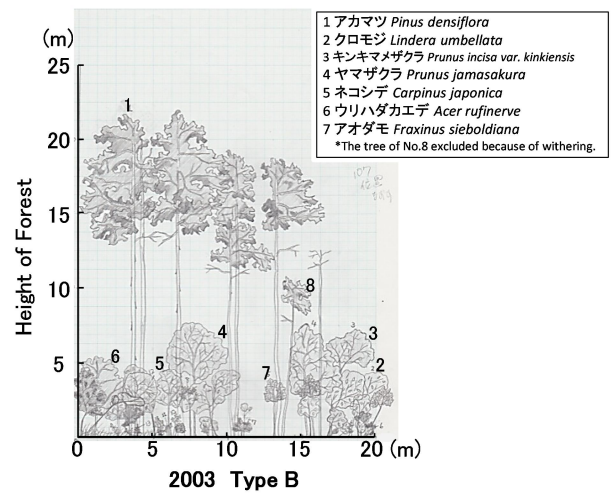 1 アカマツ Pinus densiflora
2 クロモジ Lindera umbellata
3 キンキマメザクラ Prunus incisa var. kinkiensis
4 ヤマザクラ Prunus jamasakura
5 ネコシデ Carpinus japonica
6 ウリハダカエデ Acer rufinerve
7 アオダモ Fraxinus sieboldiana
*The tree of No.8 excluded because of withering.
(m)
25
20
15
10
5
Height of Forest
1
8
4
3
6
5
7
2
0 5 10 15 20 (m)
2003 Type B